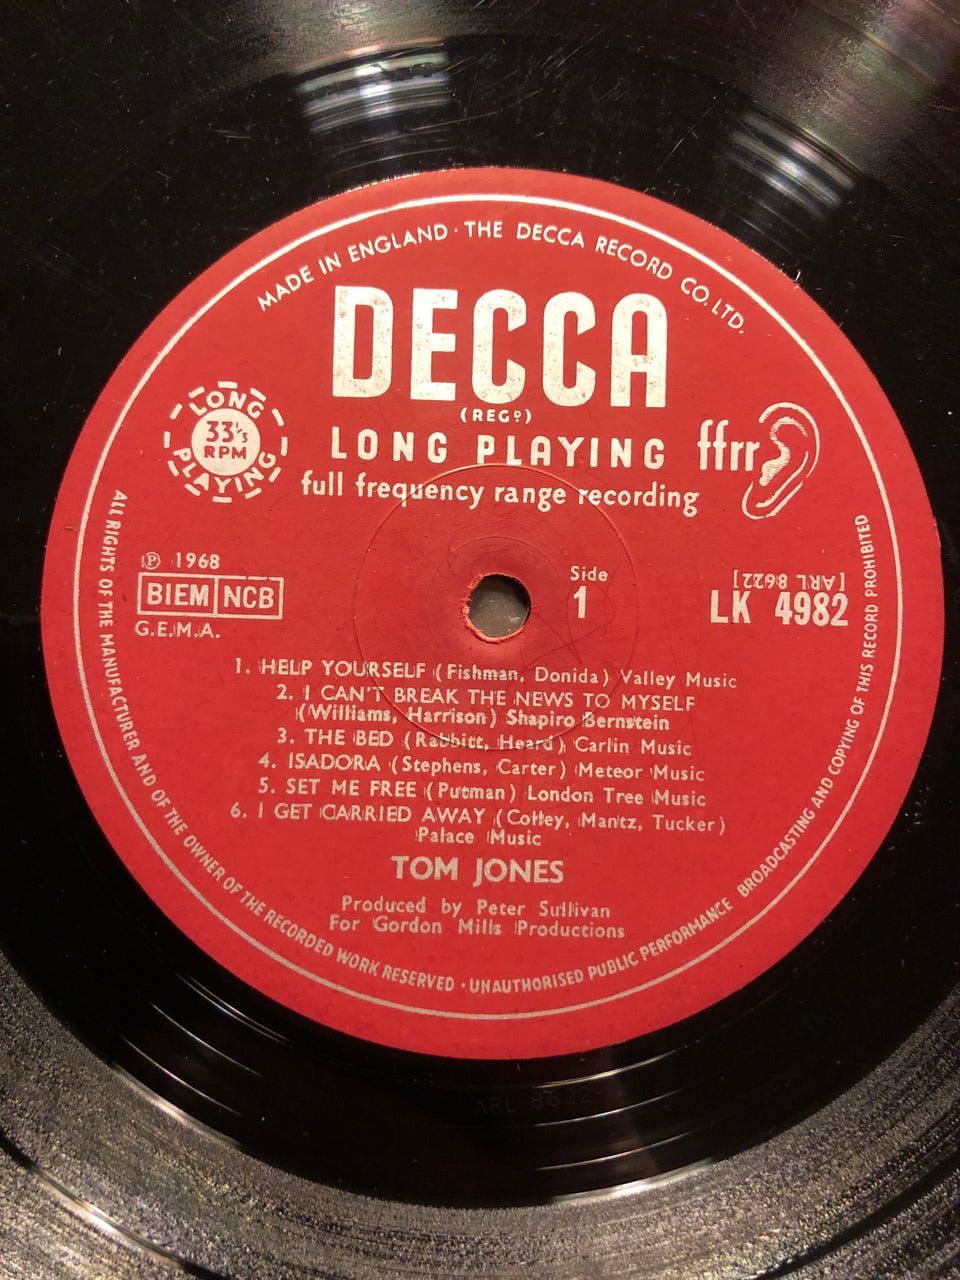 MADE IN ENGLAND · THE DECCA RECORD CO. LTD.
DECCA
(REGD)
LONG PLAYING
33⅓
RPM
LONG PLAYING
ffrr
full frequency range recording
Ⓟ 1968
BIEM NCB
G.E.M.A.
Side
1
[ARL 8622]
LK 4982
1. HELP YOURSELF (Fishman, Donida) Valley Music
2. I CAN'T BREAK THE NEWS TO MYSELF
(Williams, Harrison) Shapiro Bernstein
3. THE BED (Rabbitt, Heard) Carlin Music
4. ISADORA (Stephens, Carter) Meteor Music
5. SET ME FREE (Putman) London Tree Music
6. I GET CARRIED AWAY (Cotley, Mantz, Tucker)
Palace Music
TOM JONES
Produced by Peter Sullivan
For Gordon Mills Productions
ALL RIGHTS OF THE MANUFACTURER AND OF THE OWNER OF THE RECORDED WORK RESERVED · UNAUTHORISED PUBLIC PERFORMANCE BROADCASTING AND COPYING OF THIS RECORD PROHIBITED